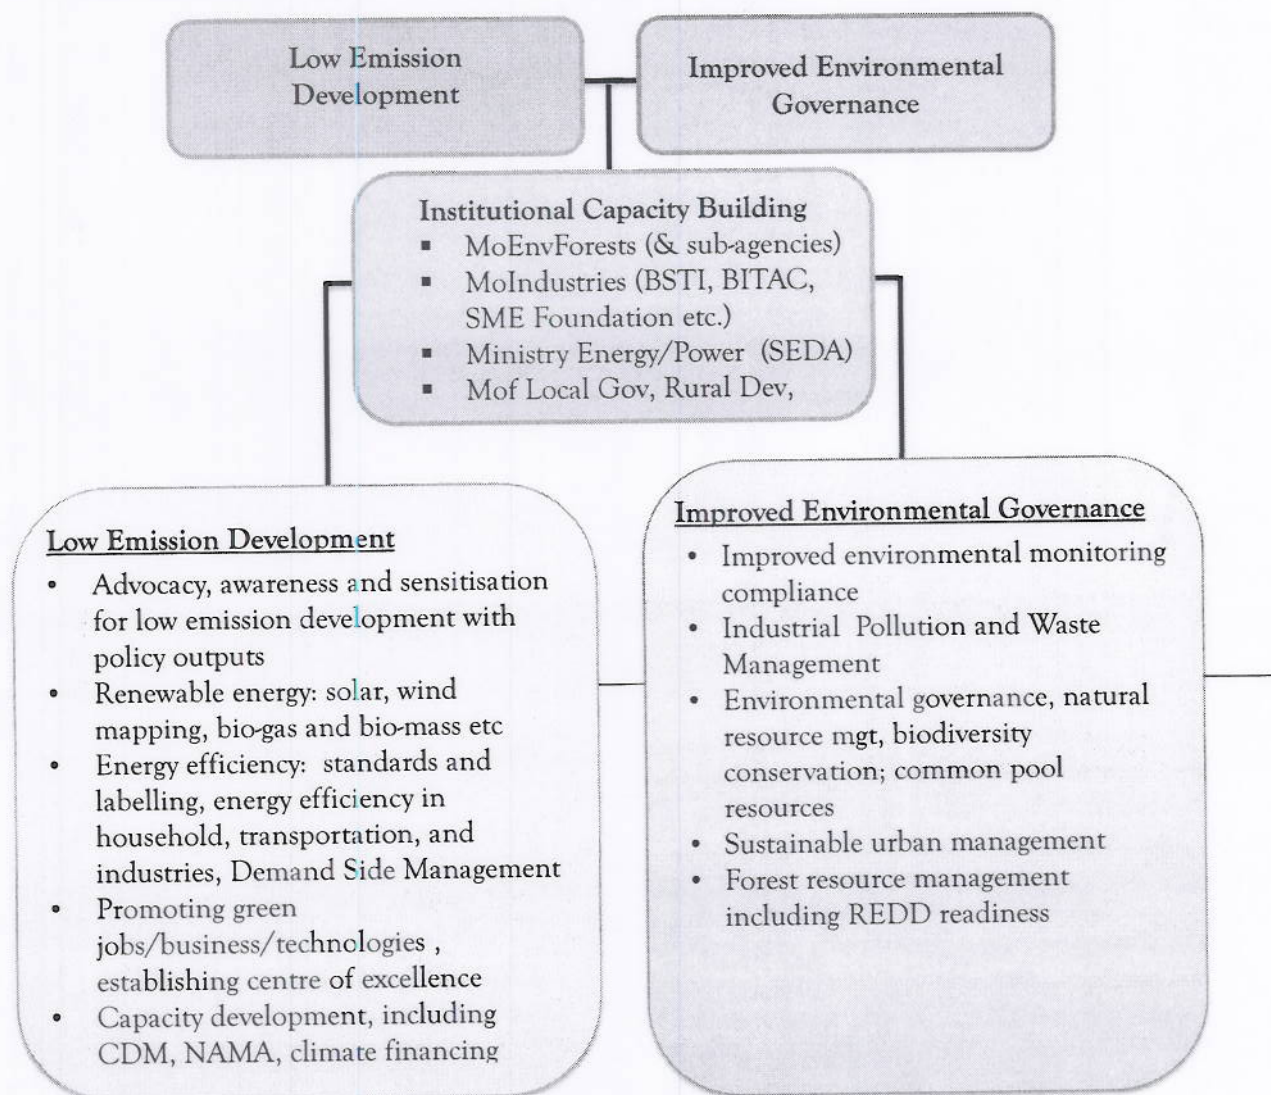 Low Emission
Development
Improved Environmental
Governance
Institutional Capacity Building
▪ MoEnvForests (& sub-agencies)
▪ MoIndustries (BSTI, BITAC,
SME Foundation etc.)
▪ Ministry Energy/Power (SEDA)
▪ Mof Local Gov, Rural Dev,
Low Emission Development
• Advocacy, awareness and sensitisation
for low emission development with
policy outputs
• Renewable energy: solar, wind
mapping, bio-gas and bio-mass etc
• Energy efficiency: standards and
labelling, energy efficiency in
household, transportation, and
industries, Demand Side Management
• Promoting green
jobs/business/technologies ,
establishing centre of excellence
• Capacity development, including
CDM, NAMA, climate financing
Improved Environmental Governance
• Improved environmental monitoring
compliance
• Industrial Pollution and Waste
Management
• Environmental governance, natural
resource mgt, biodiversity
conservation; common pool
resources
• Sustainable urban management
• Forest resource management
including REDD readiness